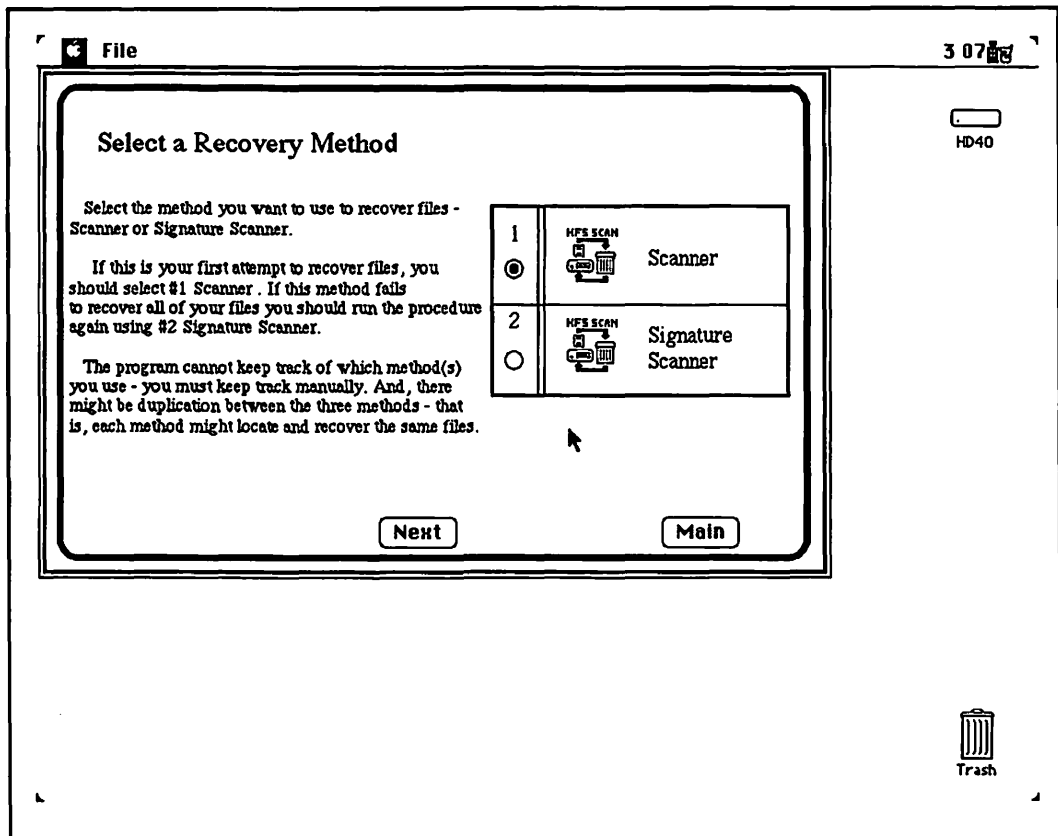 File
3 07
HD40
Select a Recovery Method
Select the method you want to use to recover files -
Scanner or Signature Scanner.
If this is your first attempt to recover files, you
should select #1 Scanner . If this method fails
to recover all of your files you should run the procedure
again using #2 Signature Scanner.
The program cannot keep track of which method(s)
you use - you must keep track manually. And, there
might be duplication between the three methods - that
is, each method might locate and recover the same files.
1
HFS SCAN
Scanner
2
HFS SCAN
Signature
Scanner
Next
Main
Trash